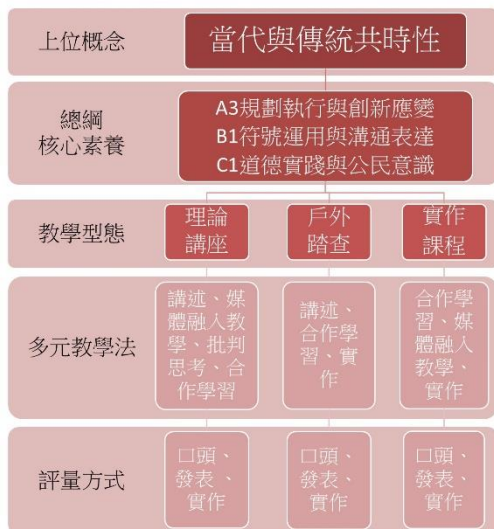 上位概念
當代與傳統共時性
總綱
核心素養
A3規劃執行與創新應變
B1符號運用與溝通表達
C1道德實踐與公民意識
教學型態
理論
講座
戶外
踏查
實作
課程
多元教學法
講述、媒
體融入教
學、批判
思考、合
作學習
講述、
合作學
習、實
作
合作學
習、媒
體融入
教學、
實作
評量方式
口頭、
發表、
實作
口頭、
發表、
實作
口頭、
發表、
實作